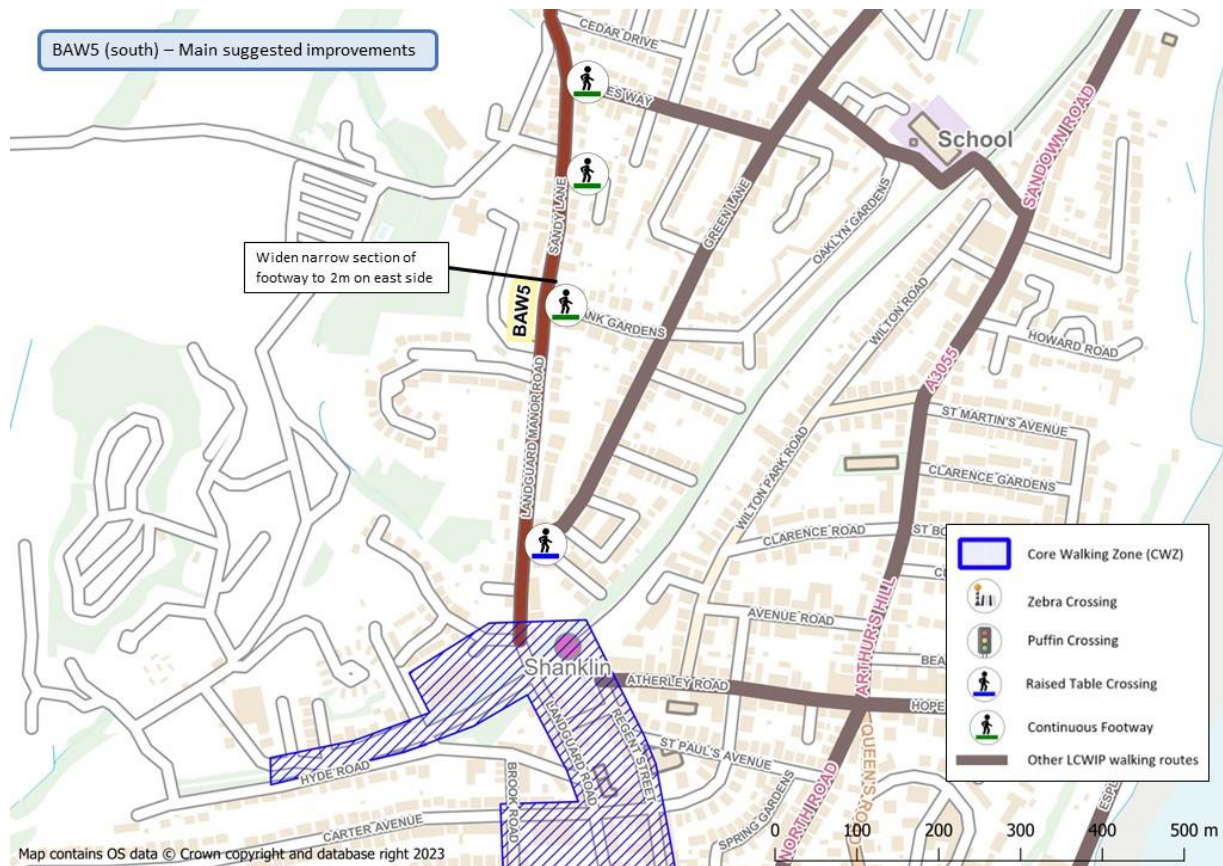 BAW5 (south) – Main suggested improvements
CEDAR DRIVE
ES WAY
School
SANDOWN ROAD
SANDY LANE
GREEN LANE
OAKLYN GARDENS
Widen narrow section of
footway to 2m on east side
BAW5
ANK GARDENS
WILTON ROAD
HOWARD ROAD
A3055
LANDGUARD MANOR ROAD
ST MARTIN'S AVENUE
WILTON PARK ROAD
CLARENCE GARDENS
CLARENCE ROAD
ST BO
AVENUE ROAD
ARTHUR'S HILL
BEA
Shanklin
ATHERLEY ROAD
HOPE
LANDGUARD ROAD
REGENT STREET
ST PAUL'S AVENUE
QUEEN'S RO
HYDE ROAD
BROOK ROAD
NORTH ROAD
SPRING GARDENS
CARTER AVENUE
ESPL
Core Walking Zone (CWZ)
Zebra Crossing
Puffin Crossing
Raised Table Crossing
Continuous Footway
Other LCWIP walking routes
0 100 200 300 400 500 m
Map contains OS data © Crown copyright and database right 2023